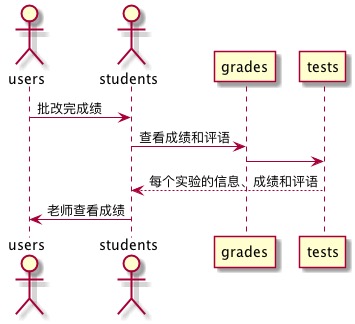 users
students
grades
tests
批改完成绩
查看成绩和评语
每个实验的信息、成绩和评语
老师查看成绩
users
students
grades
tests